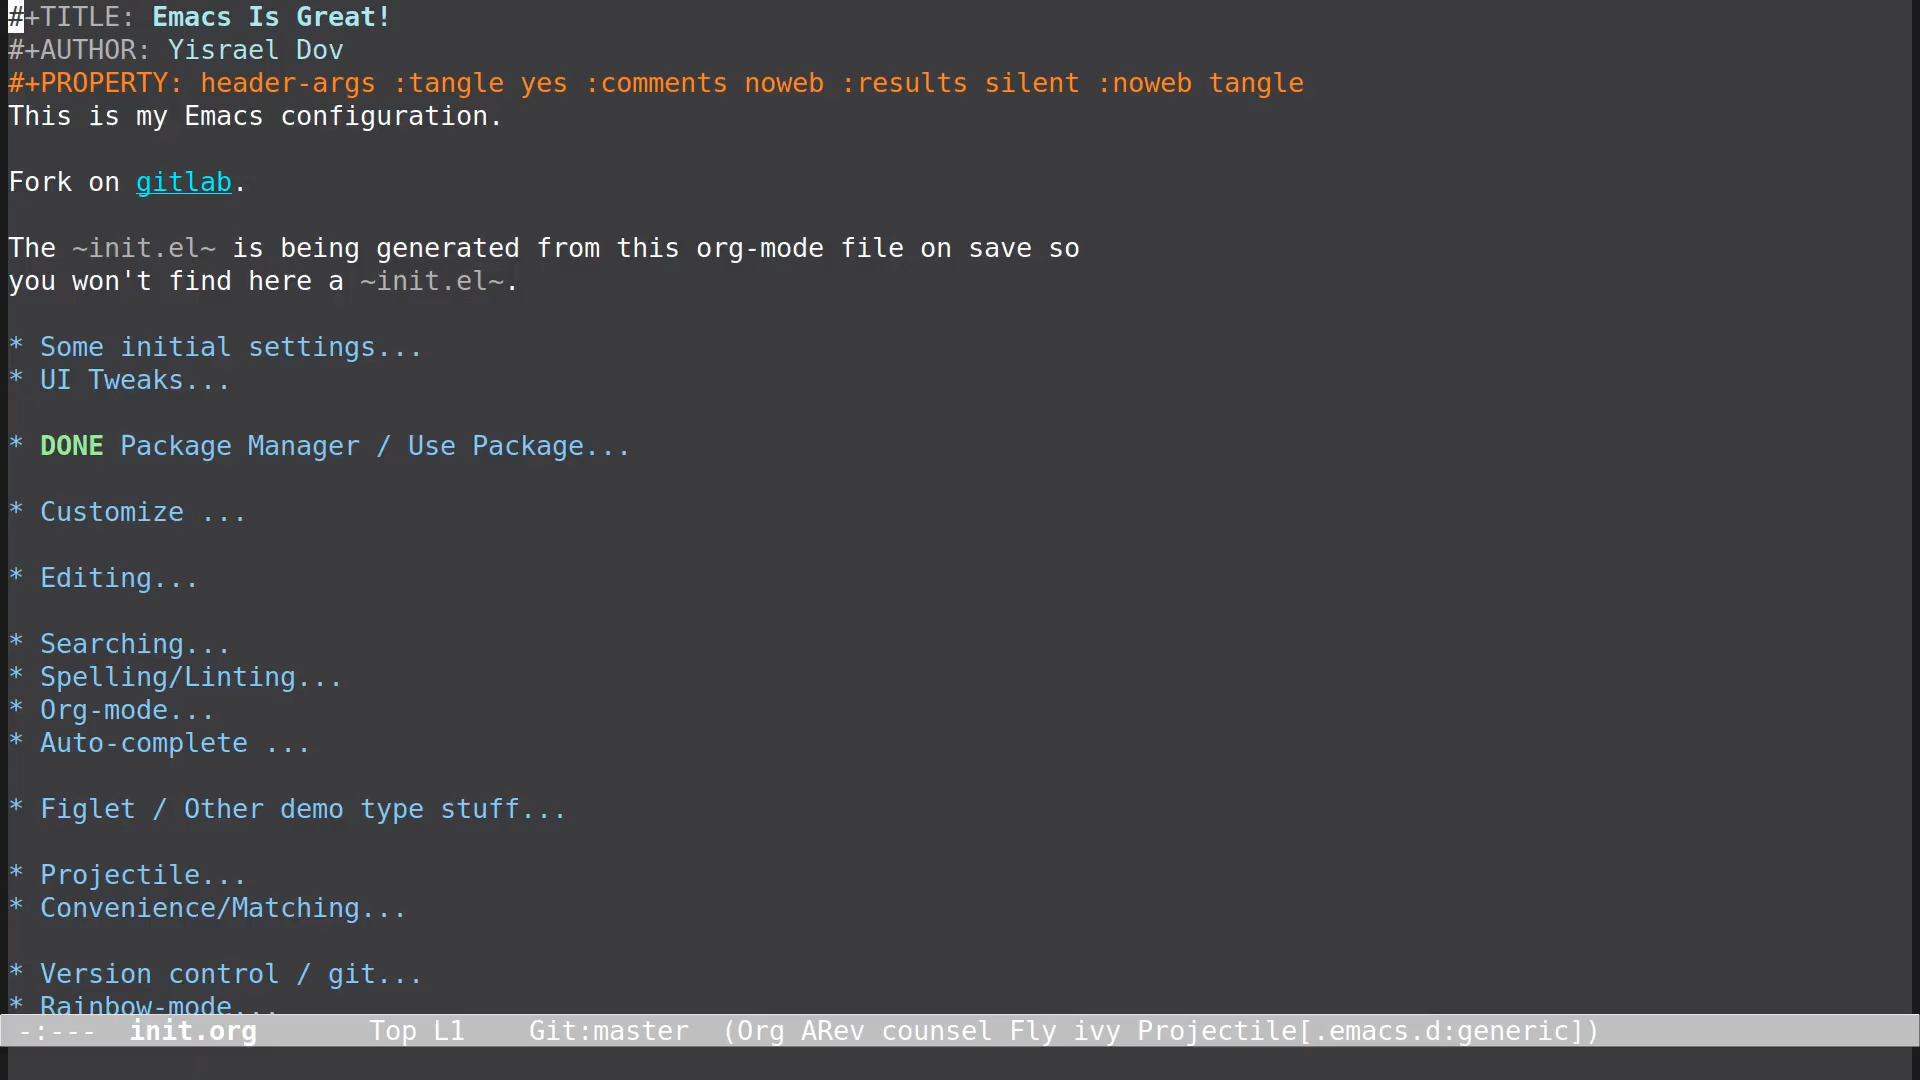 #+TITLE: Emacs Is Great!
#+AUTHOR: Yisrael Dov
#+PROPERTY: header-args :tangle yes :comments noweb :results silent :noweb tangle
This is my Emacs configuration.
Fork on gitlab.
The ~init.el~ is being generated from this org-mode file on save so
you won't find here a ~init.el~.
* Some initial settings...
* UI Tweaks...
* DONE Package Manager / Use Package...
* Customize ...
* Editing...
* Searching...
* Spelling/Linting...
* Org-mode...
* Auto-complete ...
* Figlet / Other demo type stuff...
* Projectile...
* Convenience/Matching...
* Version control / git...
* Rainbow-mode...
-:--- init.org Top L1 Git:master (Org ARev counsel Fly ivy Projectile[.emacs.d:generic])